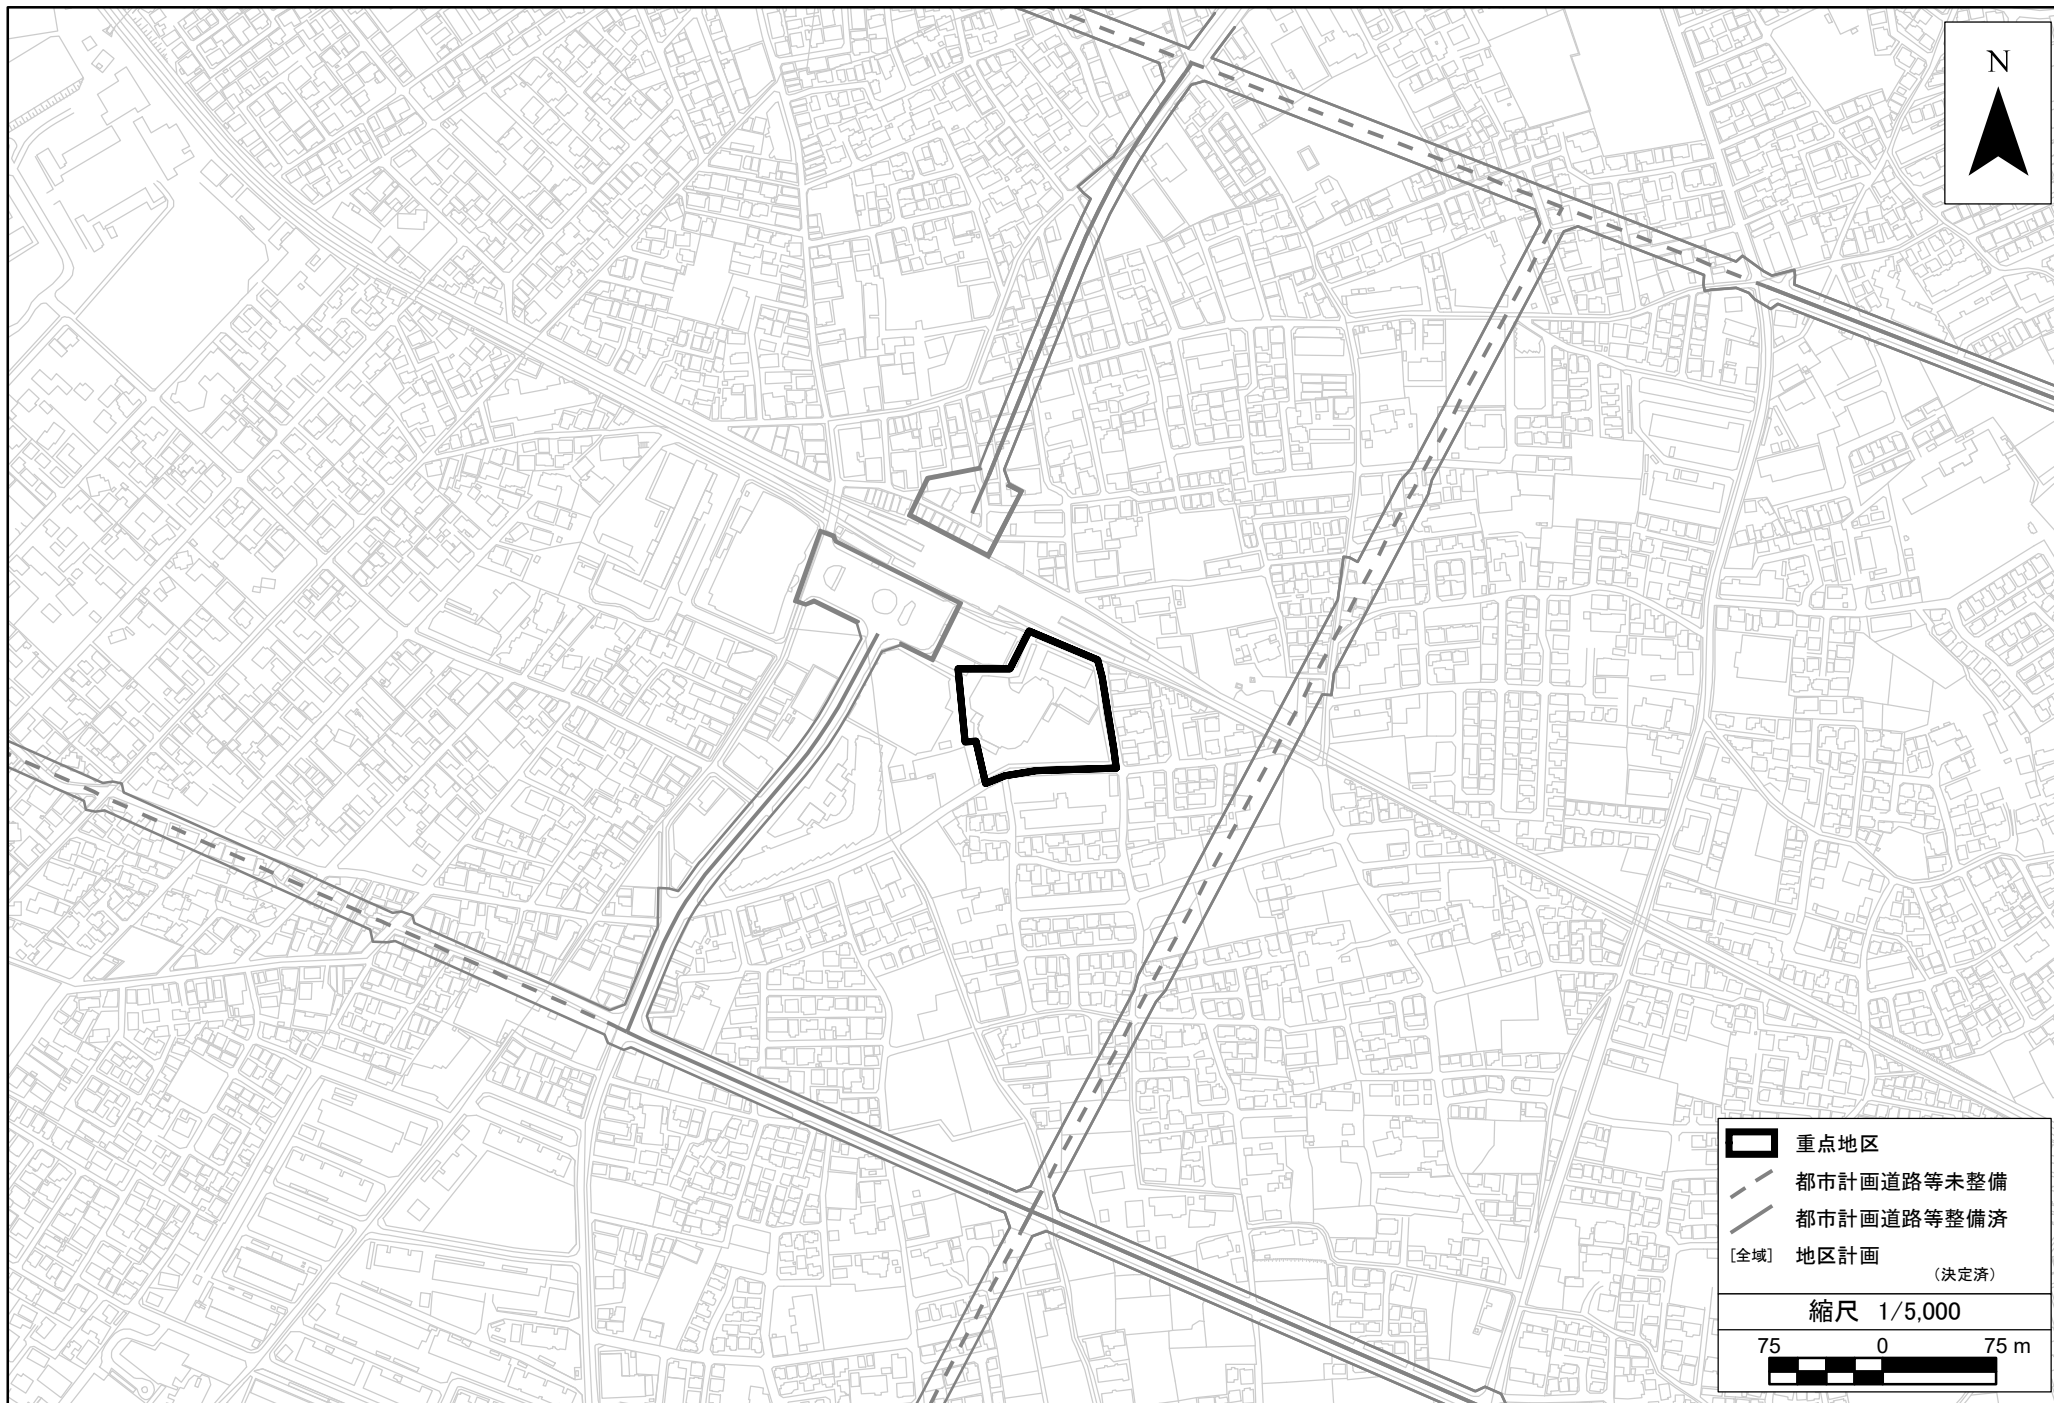 N
重点地区
都市計画道路等未整備
都市計画道路等整備済
[全域] 地区計画
（決定済）
縮尺 1/5,000
75 0 75 m